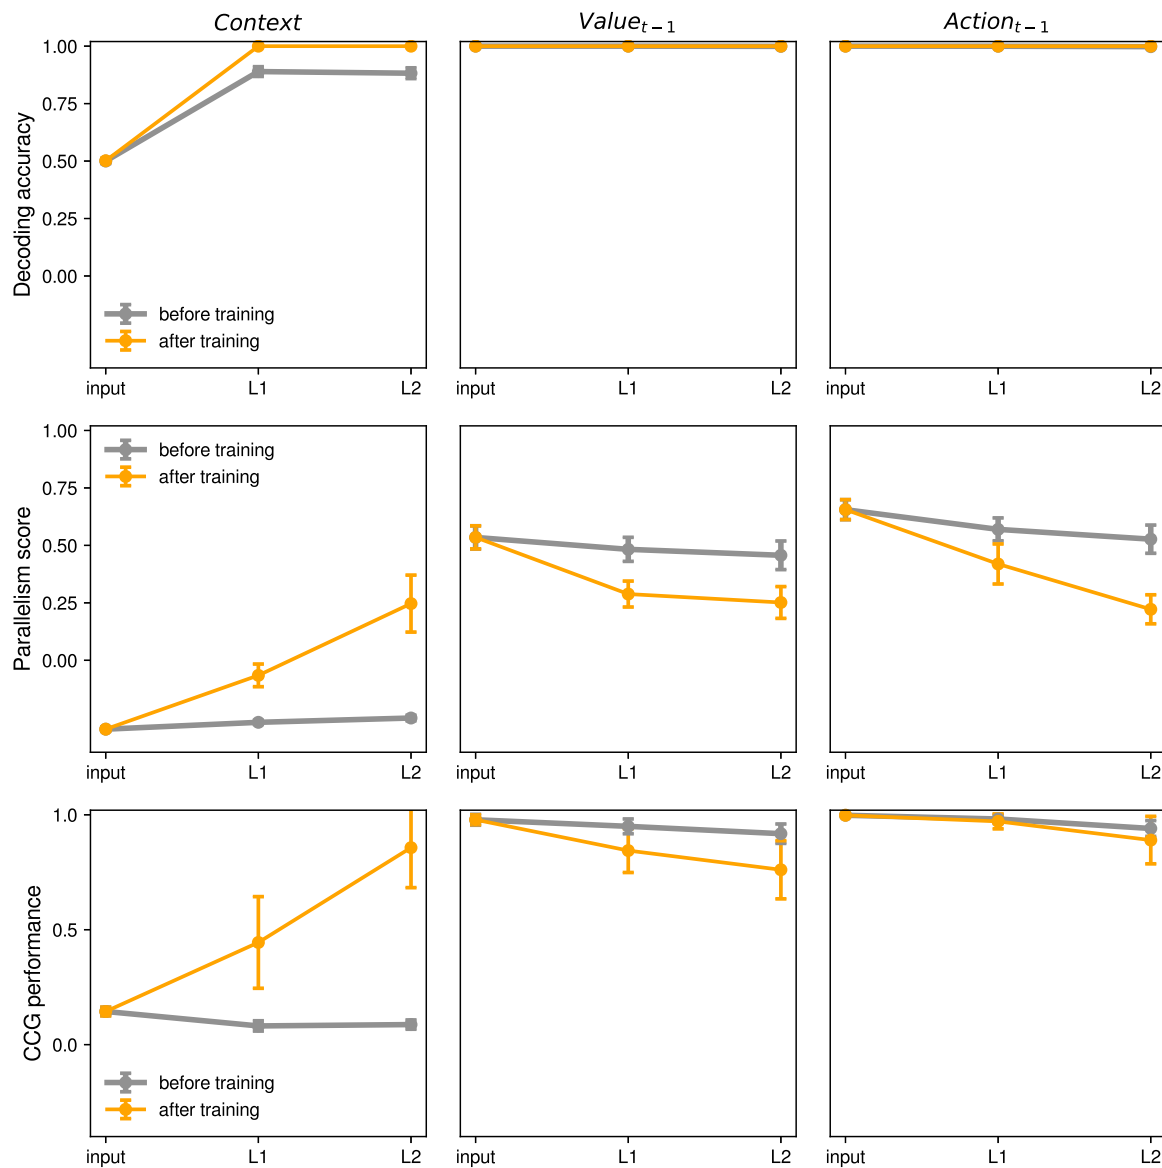 Context
Value t − 1
Action t − 1
Decoding accuracy
1.00
0.75
0.50
0.25
0.00
before training
after training
input L1 L2
input L1 L2
input L1 L2
Parallelism score
1.00
0.75
0.50
0.25
0.00
before training
after training
input L1 L2
input L1 L2
input L1 L2
CCG performance
1.0
0.5
0.0
before training
after training
input L1 L2
input L1 L2
input L1 L2